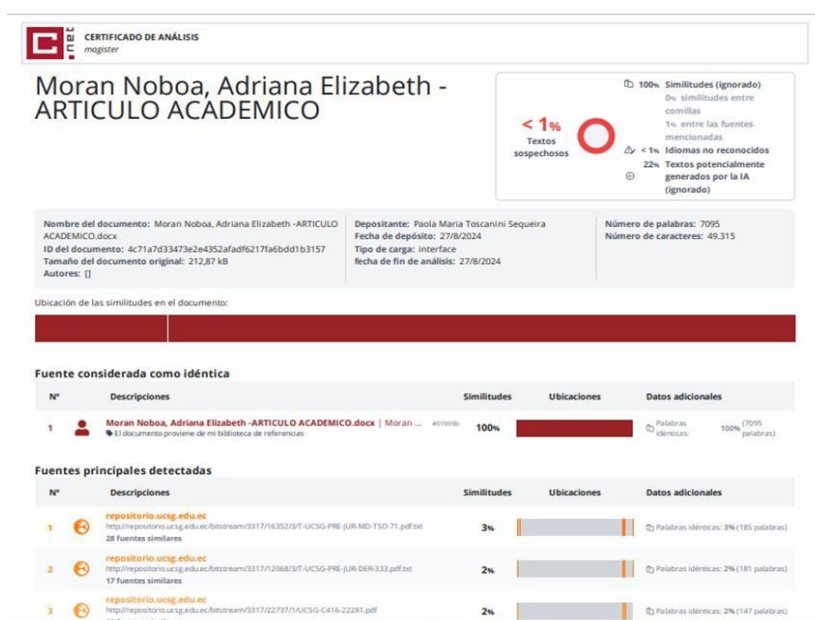 C .net
CERTIFICADO DE ANÁLISIS
magister
Moran Noboa, Adriana Elizabeth -
ARTICULO ACADEMICO
< 1%
Textos
sospechosos
100% Similitudes (ignorado)
0% similitudes entre
comillas
1% entre las fuentes
mencionadas
< 1% Idiomas no reconocidos
22% Textos potencialmente
generados por la IA
(ignorado)
Nombre del documento: Moran Noboa, Adriana Elizabeth -ARTICULO
ACADEMICO.docx
ID del documento: 4c71a7d33473e2e4352afadf6217fa6bdd1b3157
Tamaño del documento original: 212,87 kB
Autores: []
Depositante: Paola Maria Toscanini Sequeira
Fecha de depósito: 27/8/2024
Tipo de carga: interface
fecha de fin de análisis: 27/8/2024
Número de palabras: 7095
Número de caracteres: 49.315
Ubicación de las similitudes en el documento:
Fuente considerada como idéntica
N° Descripciones Similitudes Ubicaciones Datos adicionales
1 Moran Noboa, Adriana Elizabeth -ARTICULO ACADEMICO.docx | Moran ... 100% Palabras idénticas: 100% (7095 palabras)
El documento proviene de mi biblioteca de referencias
Fuentes principales detectadas
N° Descripciones Similitudes Ubicaciones Datos adicionales
repositorio.ucsg.edu.ec
1 http://repositorio.ucsg.edu.ec/bitstream/3317/16352/3/T-UCSG-PRE-JUR-MD-TSO-71.pdf.txt 3% Palabras idénticas: 3% (185 palabras)
28 fuentes similares
repositorio.ucsg.edu.ec
2 http://repositorio.ucsg.edu.ec/bitstream/3317/12068/3/T-UCSG-PRE-JUR-DER-333.pdf.txt 2% Palabras idénticas: 2% (181 palabras)
17 fuentes similares
repositorio.ucsg.edu.ec
3 http://repositorio.ucsg.edu.ec/bitstream/3317/22737/1/UCSG-C416-22281.pdf 2% Palabras idénticas: 2% (147 palabras)